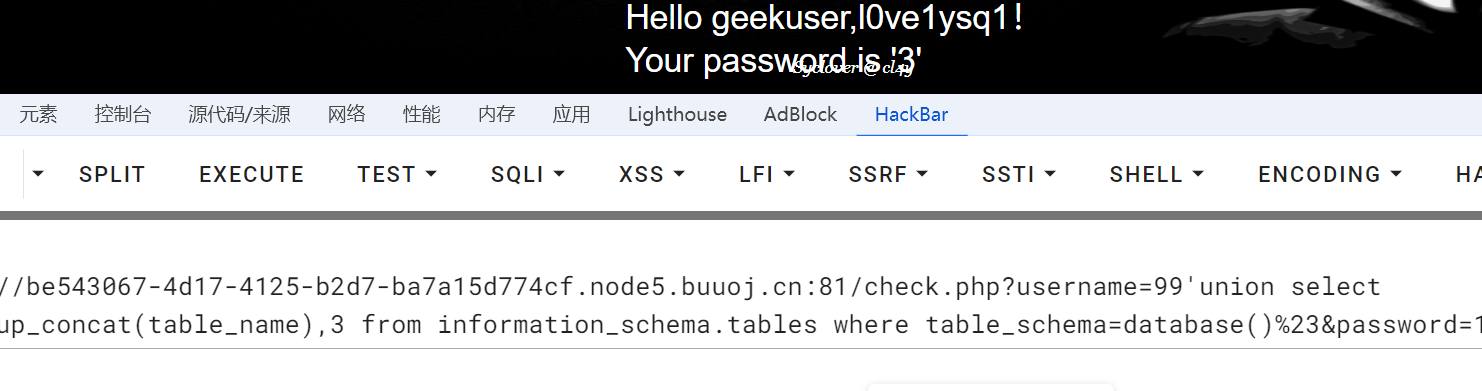 Hello geekuser,l0ve1ysq1!
Your password is '3'
Syclover @ cl4y
元素 控制台 源代码/来源 网络 性能 内存 应用 Lighthouse AdBlock HackBar
SPLIT EXECUTE TEST SQLI XSS LFI SSRF SSTI SHELL ENCODING HA
//be543067-4d17-4125-b2d7-ba7a15d774cf.node5.buuoj.cn:81/check.php?username=99'union select
up_concat(table_name),3 from information_schema.tables where table_schema=database()%23&password=1